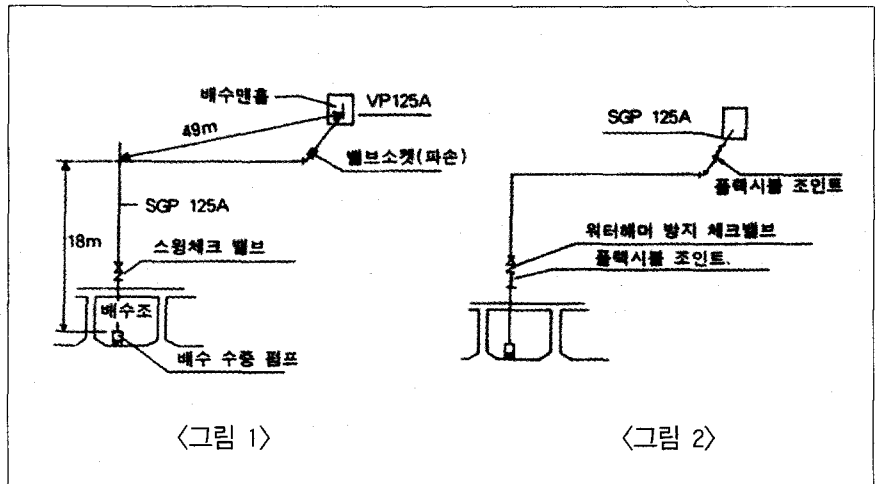 배수맨홀
VP125A
49m
밸브소켓(파손)
SGP 125A
18m
스윙체크 밸브
배수조
배수 수중 펌프
〈그림 1〉
SGP 125A
플렉시블 조인트
워터해머 방지 체크밸브
플렉시블 조인트.
〈그림 2〉